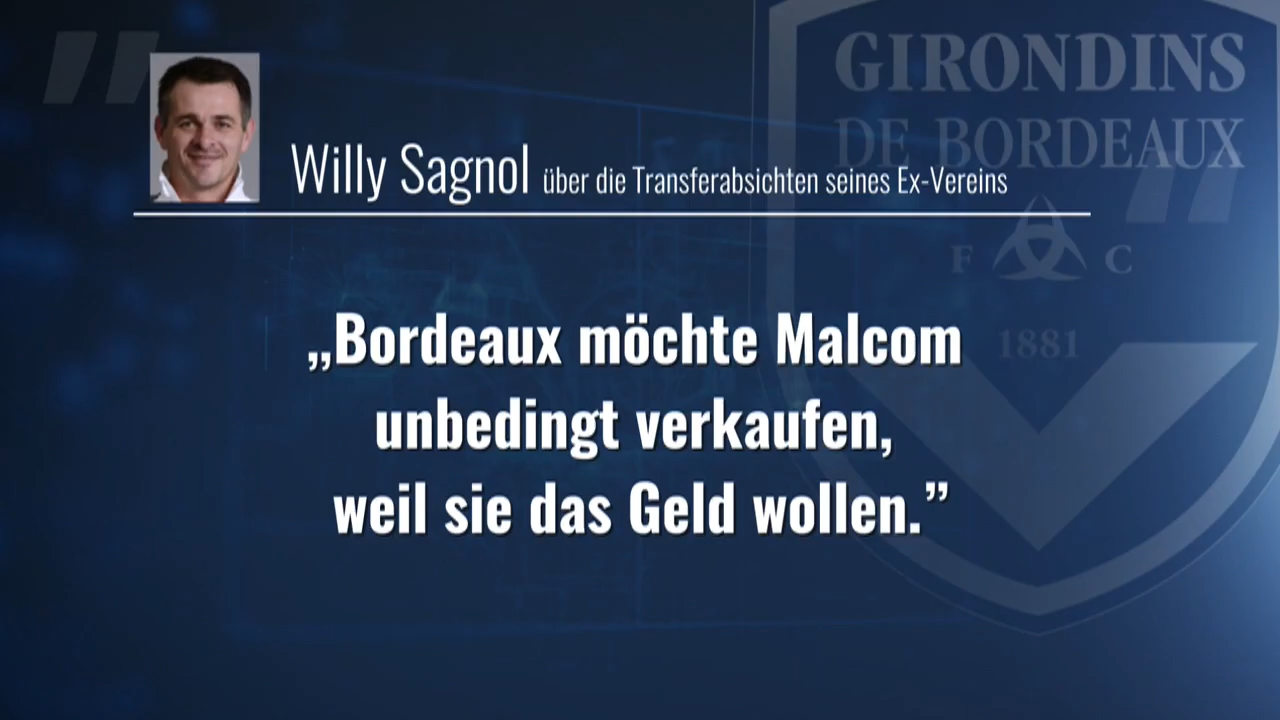 GIRONDINS
DE BORDEAUX
Willy Sagnol über die Transferabsichten seines Ex-Vereins
F C
1881
„Bordeaux möchte Malcom
unbedingt verkaufen,
weil sie das Geld wollen.”